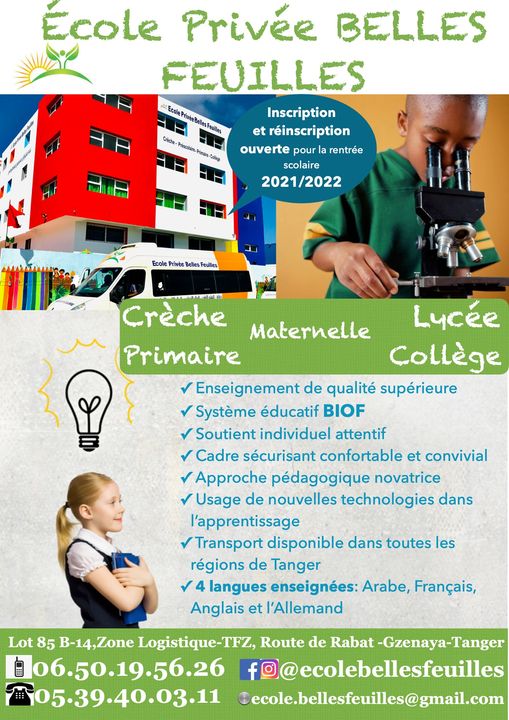 École Privée BELLES
FEUILLES
Inscription
et réinscription
ouverte pour la rentrée
scolaire
2021/2022
Ecole Privée Belles Feuilles
Crèche - Préscolaire - Primaire - Collège
Ecole Privée Belles Feuilles
Crèche Maternelle Lycée
Primaire Collège
✓ Enseignement de qualité supérieure
✓ Système éducatif BIOF
✓ Soutient individuel attentif
✓ Cadre sécurisant confortable et convivial
✓ Approche pédagogique novatrice
✓ Usage de nouvelles technologies dans
l'apprentissage
✓ Transport disponible dans toutes les
régions de Tanger
✓ 4 langues enseignées: Arabe, Français,
Anglais et l'Allemand
Lot 85 B-14,Zone Logistique-TFZ, Route de Rabat -Gzenaya-Tanger
06.50.19.56.26 @ecolebellesfeuilles
05.39.40.03.11 ecole.bellesfeuilles@gmail.com